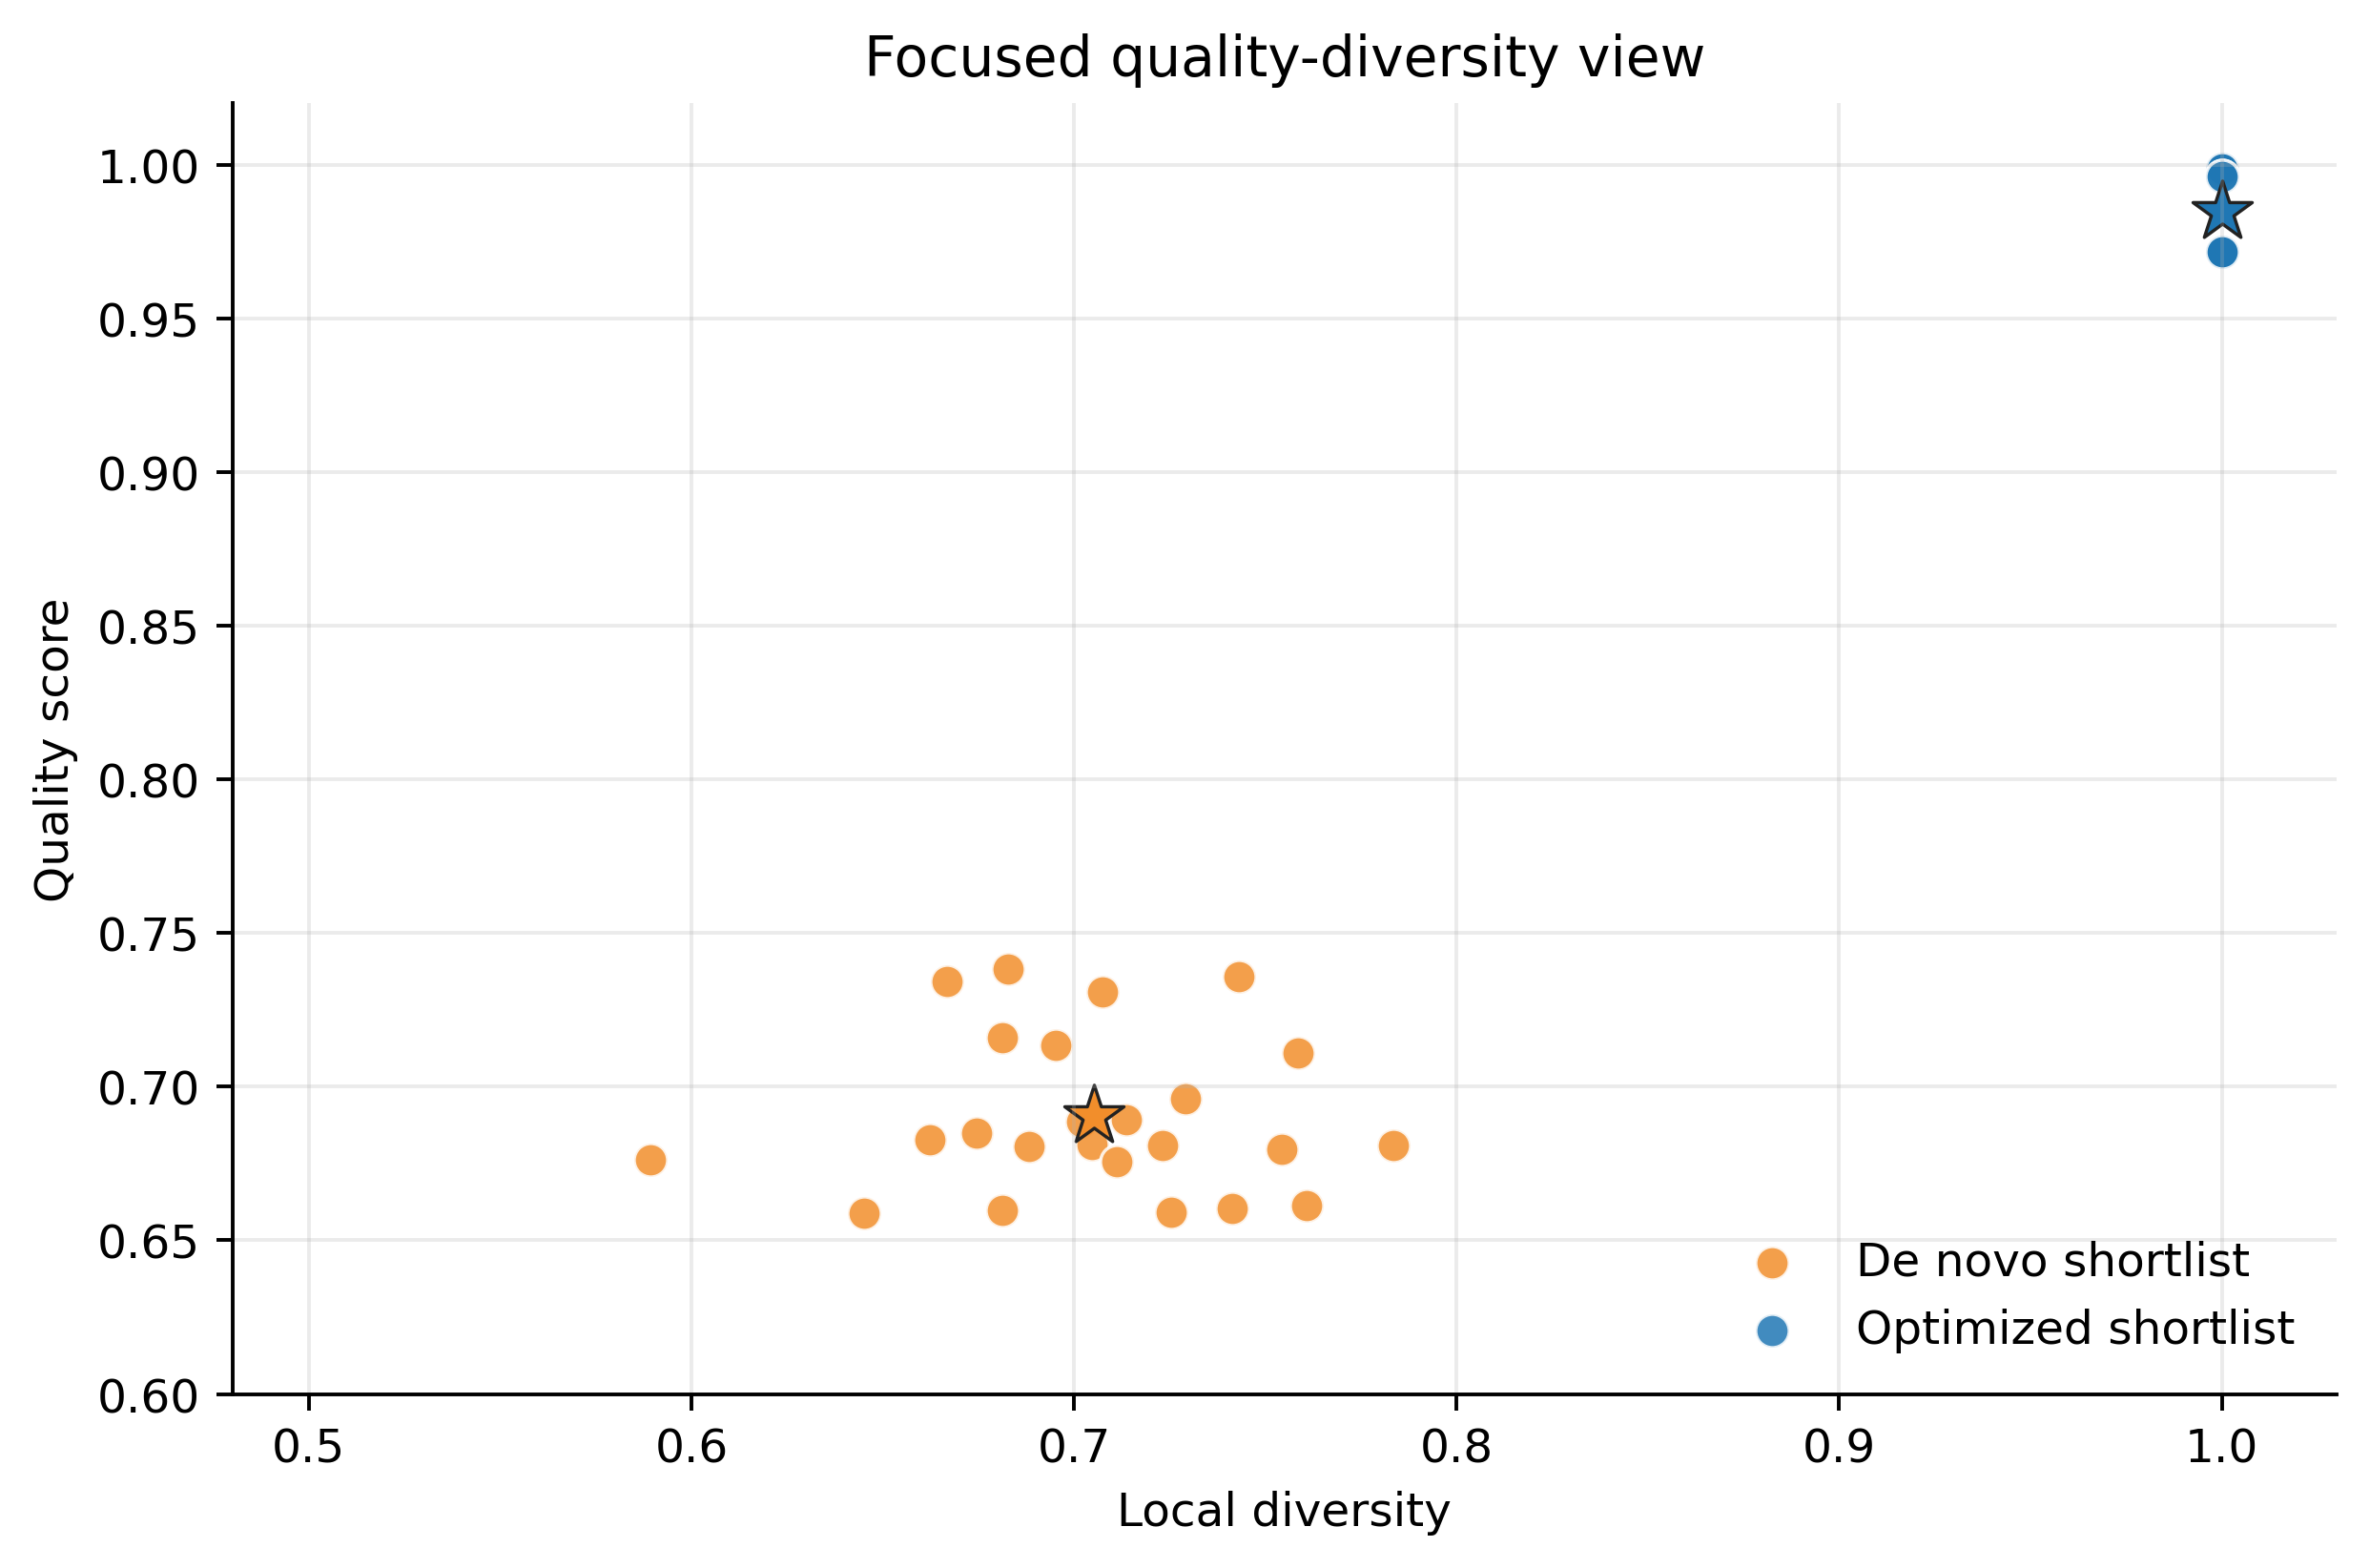 Focused quality-diversity view
Quality score
1.00
0.95
0.90
0.85
0.80
0.75
0.70
0.65
0.60
0.5 0.6 0.7 0.8 0.9 1.0
Local diversity
De novo shortlist
Optimized shortlist